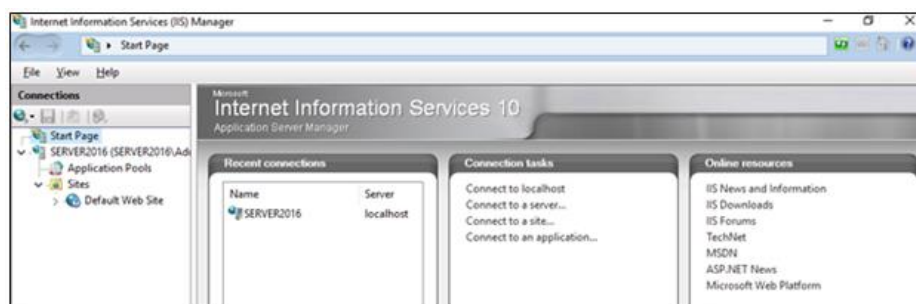 Internet Information Services (IIS) Manager
Start Page
File View Help
Connections
Start Page
SERVER2016 (SERVER2016\Adi
Application Pools
Sites
Default Web Site
Microsoft
Internet Information Services 10
Application Server Manager
Recent connections
Name Server
SERVER2016 localhost
Connection tasks
Connect to localhost
Connect to a server...
Connect to a site...
Connect to an application...
Online resources
IIS News and Information
IIS Downloads
IIS Forums
TechNet
MSDN
ASP.NET News
Microsoft Web Platform